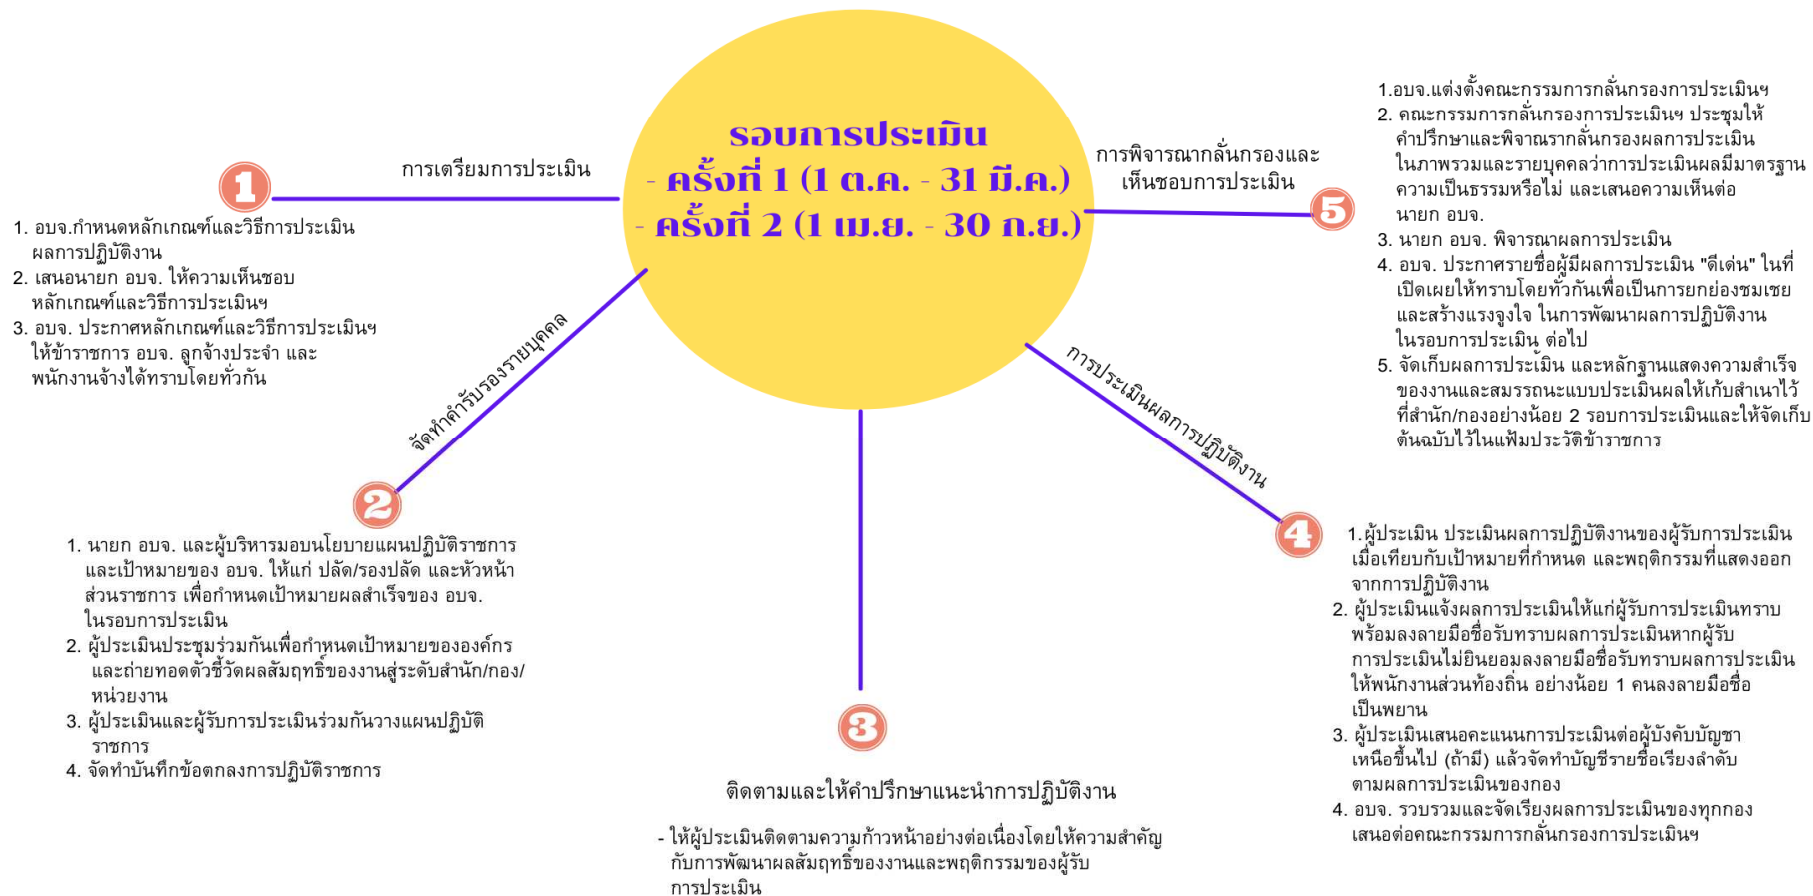 รอบการประเมิน
- ครั้งที่ 1 (1 ต.ค. - 31 มี.ค.)
- ครั้งที่ 2 (1 เม.ย. - 30 ก.ย.)
การเตรียมการประเมิน
1
1. อบจ.กำหนดหลักเกณฑ์และวิธีการประเมิน
ผลการปฏิบัติงาน
2. เสนอนายก อบจ. ให้ความเห็นชอบ
หลักเกณฑ์และวิธีการประเมินฯ
3. อบจ. ประกาศหลักเกณฑ์และวิธีการประเมินฯ
ให้ข้าราชการ อบจ. ลูกจ้างประจำ และ
พนักงานจ้างได้ทราบโดยทั่วกัน
จัดทำคำรับรองรายบุคคล
2
1. นายก อบจ. และผู้บริหารมอบนโยบายแผนปฏิบัติราชการ
และเป้าหมายของ อบจ. ให้แก่ ปลัด/รองปลัด และหัวหน้า
ส่วนราชการ เพื่อกำหนดเป้าหมายผลสำเร็จของ อบจ.
ในรอบการประเมิน
2. ผู้ประเมินประชุมร่วมกันเพื่อกำหนดเป้าหมายขององค์กร
และถ่ายทอดตัวชี้วัดผลสัมฤทธิ์ของงานสู่ระดับสำนัก/กอง/
หน่วยงาน
3. ผู้ประเมินและผู้รับการประเมินร่วมกันวางแผนปฏิบัติ
ราชการ
4. จัดทำบันทึกข้อตกลงการปฏิบัติราชการ
3
ติดตามและให้คำปรึกษาแนะนำการปฏิบัติงาน
- ให้ผู้ประเมินติดตามความก้าวหน้าอย่างต่อเนื่องโดยให้ความสำคัญ
กับการพัฒนาผลสัมฤทธิ์ของงานและพฤติกรรมของผู้รับ
การประเมิน
การประเมินผลการปฏิบัติงาน
4
1.ผู้ประเมิน ประเมินผลการปฏิบัติงานของผู้รับการประเมิน
เมื่อเทียบกับเป้าหมายที่กำหนด และพฤติกรรมที่แสดงออก
จากการปฏิบัติงาน
2. ผู้ประเมินแจ้งผลการประเมินให้แก่ผู้รับการประเมินทราบ
พร้อมลงลายมือชื่อรับทราบผลการประเมินหากผู้รับ
การประเมินไม่ยินยอมลงลายมือชื่อรับทราบผลการประเมิน
ให้พนักงานส่วนท้องถิ่น อย่างน้อย 1 คนลงลายมือชื่อ
เป็นพยาน
3. ผู้ประเมินเสนอคะแนนการประเมินต่อผู้บังคับบัญชา
เหนือขึ้นไป (ถ้ามี) แล้วจัดทำบัญชีรายชื่อเรียงลำดับ
ตามผลการประเมินของกอง
4. อบจ. รวบรวมและจัดเรียงผลการประเมินของทุกกอง
เสนอต่อคณะกรรมการกลั่นกรองการประเมินฯ
การพิจารณากลั่นกรองและ
เห็นชอบการประเมิน
5
1.อบจ.แต่งตั้งคณะกรรมการกลั่นกรองการประเมินฯ
2. คณะกรรมการกลั่นกรองการประเมินฯ ประชุมให้
คำปรึกษาและพิจาณรากลั่นกรองผลการประเมิน
ในภาพรวมและรายบุคคลว่าการประเมินผลมีมาตรฐาน
ความเป็นธรรมหรือไม่ และเสนอความเห็นต่อ
นายก อบจ.
3. นายก อบจ. พิจารณาผลการประเมิน
4. อบจ. ประกาศรายชื่อผู้มีผลการประเมิน "ดีเด่น" ในที่
เปิดเผยให้ทราบโดยทั่วกันเพื่อเป็นการยกย่องชมเชย
และสร้างแรงจูงใจ ในการพัฒนาผลการปฏิบัติงาน
ในรอบการประเมิน ต่อไป
5. จัดเก็บผลการประเมิน และหลักฐานแสดงความสำเร็จ
ของงานและสมรรถนะแบบประเมินผลให้เก้บสำเนาไว้
ที่สำนัก/กองอย่างน้อย 2 รอบการประเมินและให้จัดเก็บ
ต้นฉบับไว้ในแฟ้มประวัติข้าราชการ